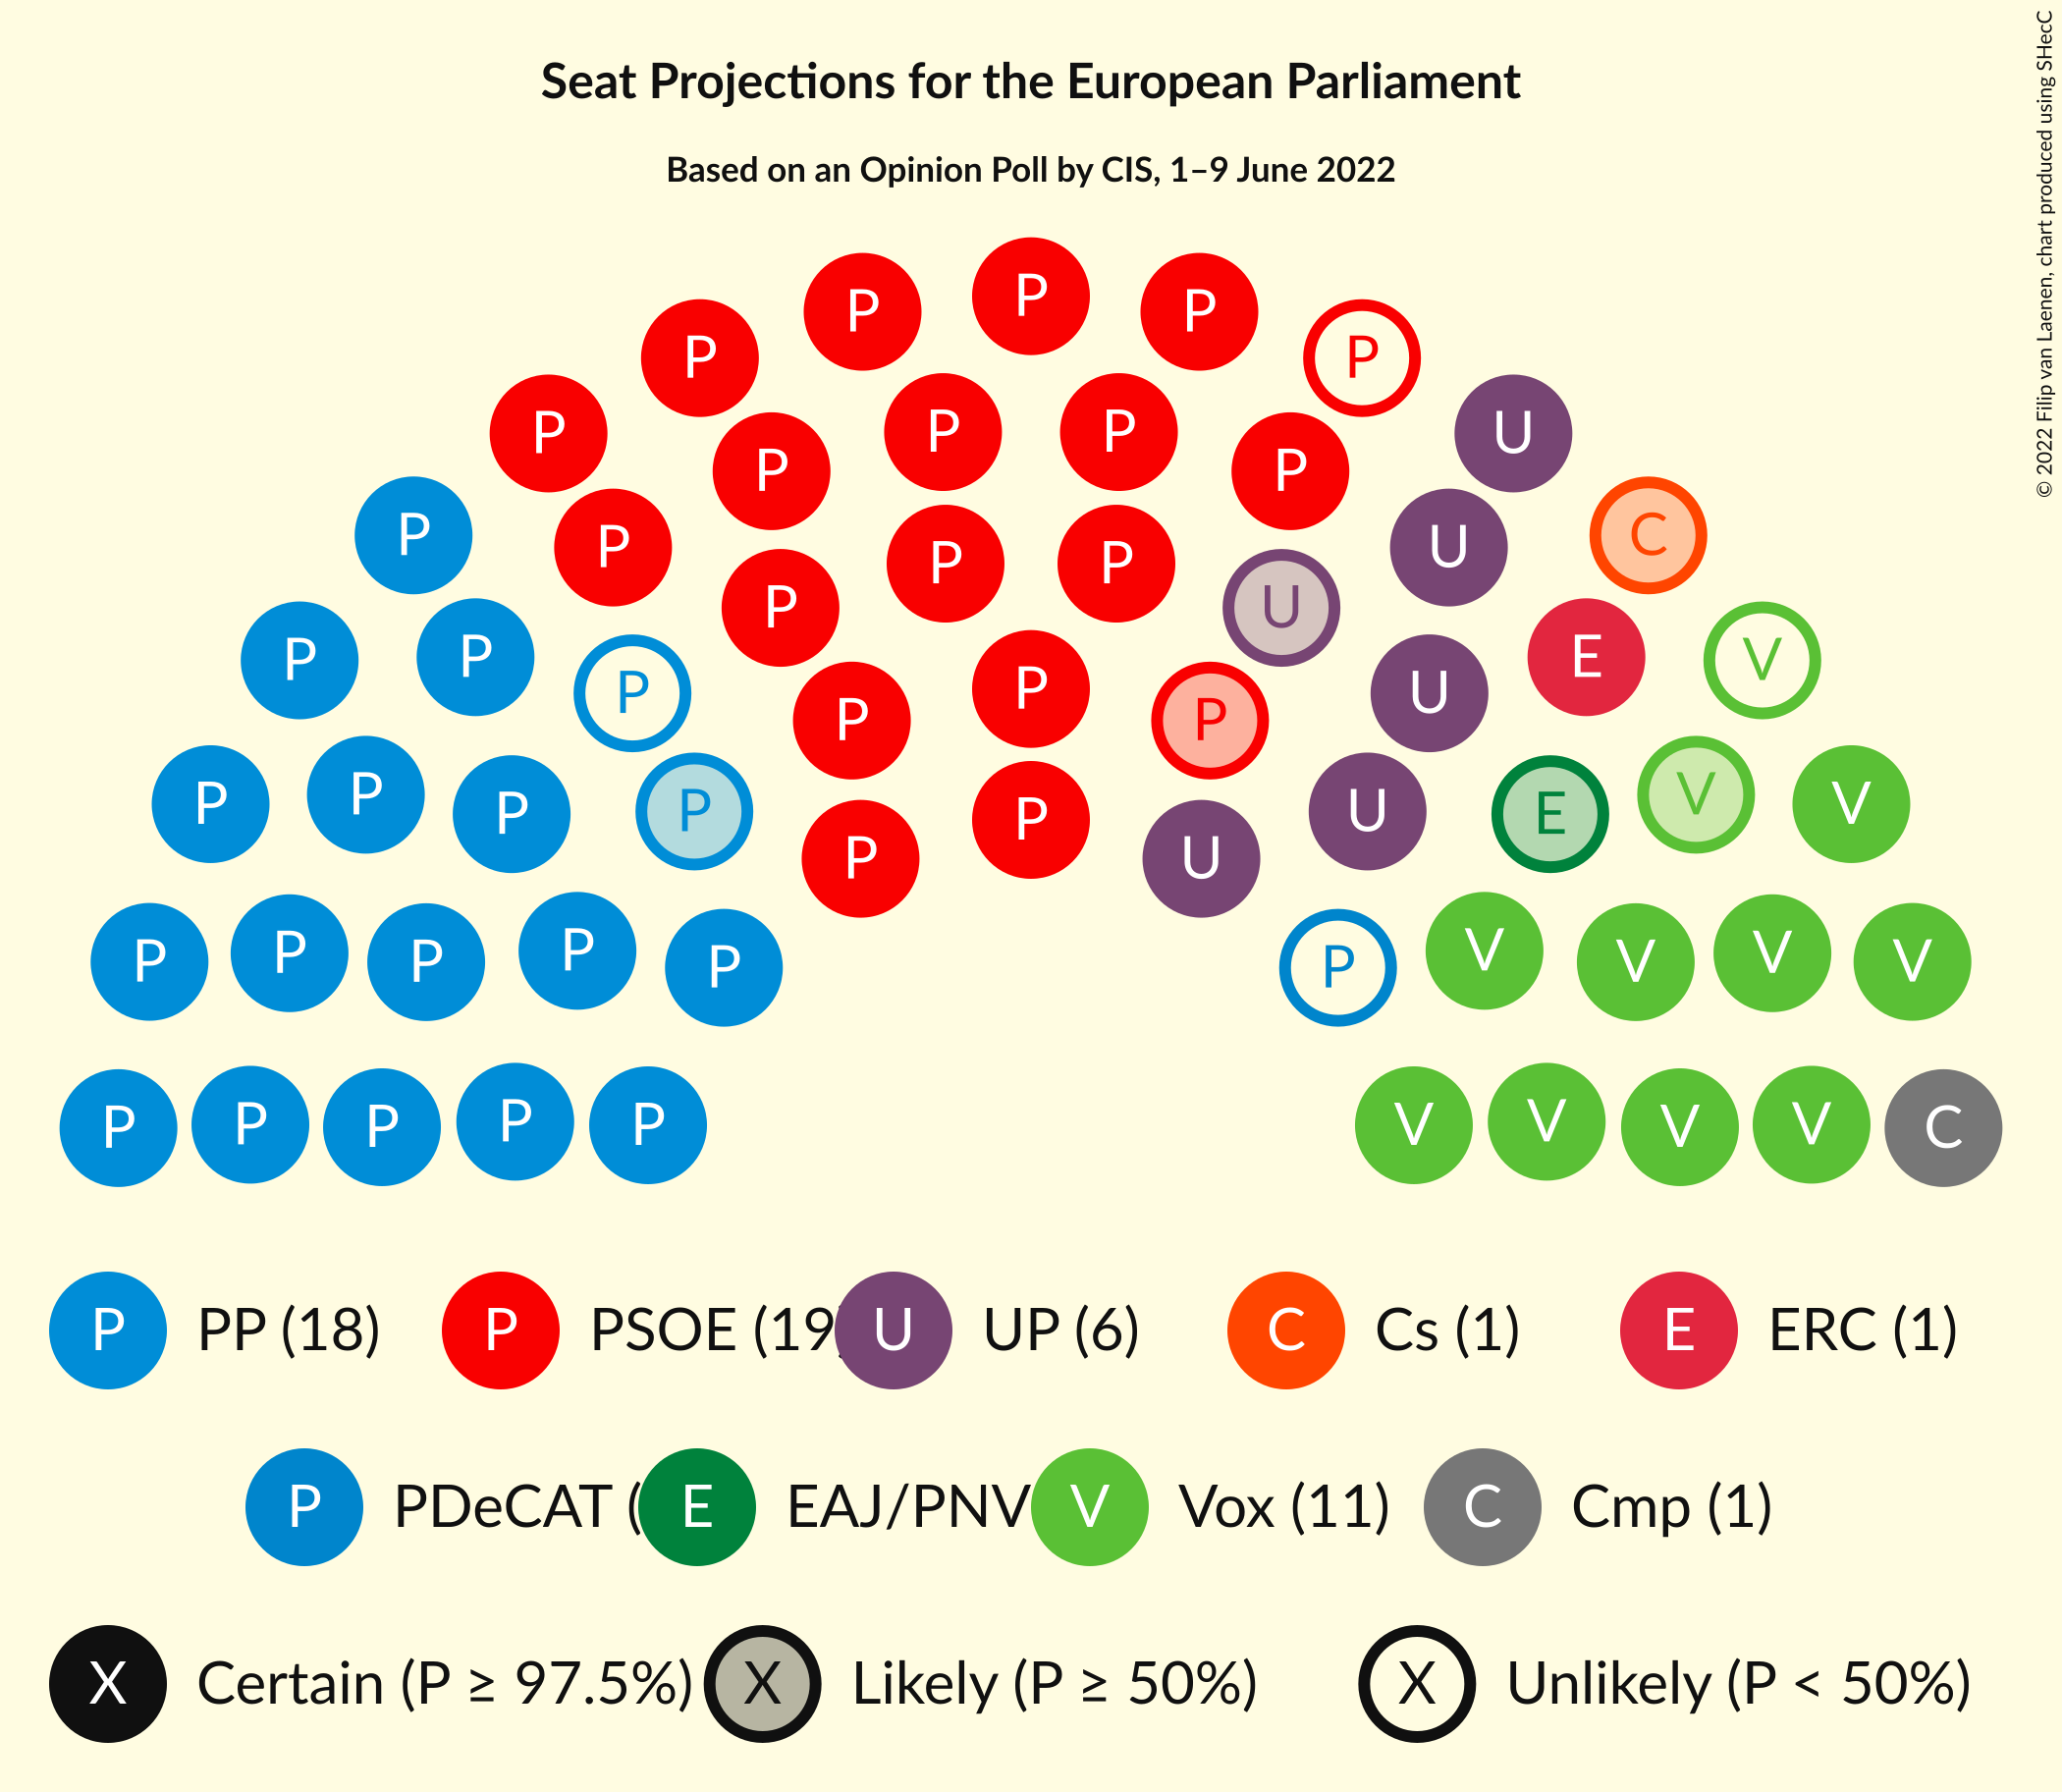 Seat Projections for the European Parliament
Based on an Opinion Poll by CIS, 1–9 June 2022
© 2022 Filip van Laenen, chart produced using SHecC
P
P P
P P
P P P U
P P
P C
P P P U
P U
P P E V
P P U
P P
P P P P P U E V V
P U
P P P P P P V V V V
P P P P P V V V V C
P PP (18) P PSOE (19 U UP (6) C Cs (1) E ERC (1)
P PDeCAT ( E EAJ/PNV V Vox (11) C Cmp (1)
X Certain (P ≥ 97.5%) X Likely (P ≥ 50%) X Unlikely (P < 50%)